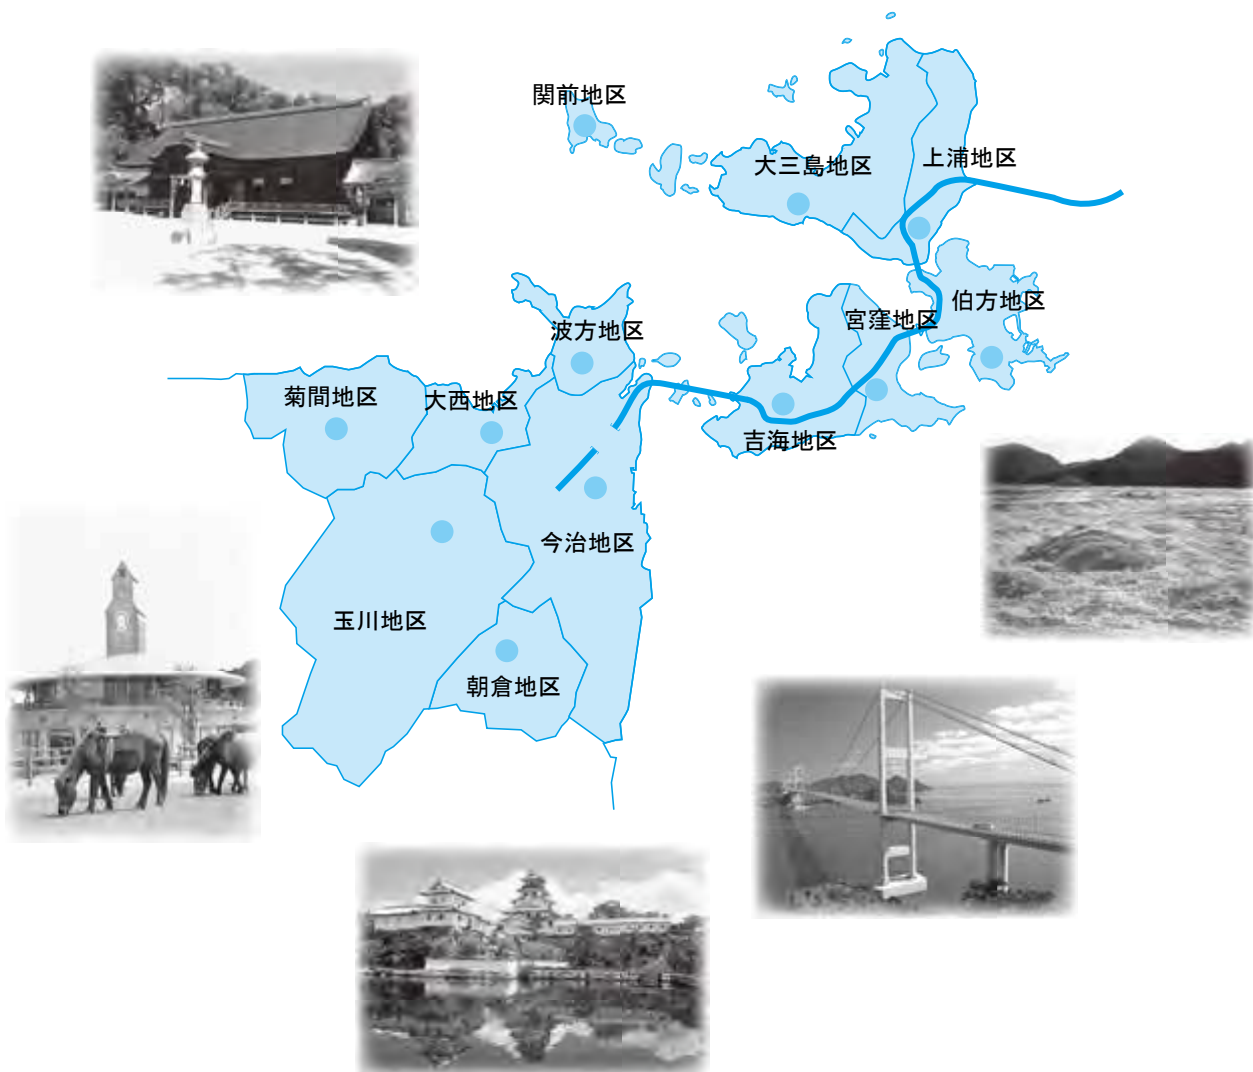 関前地区
大三島地区
上浦地区
伯方地区
宮窪地区
波方地区
菊間地区
大西地区
吉海地区
今治地区
玉川地区
朝倉地区